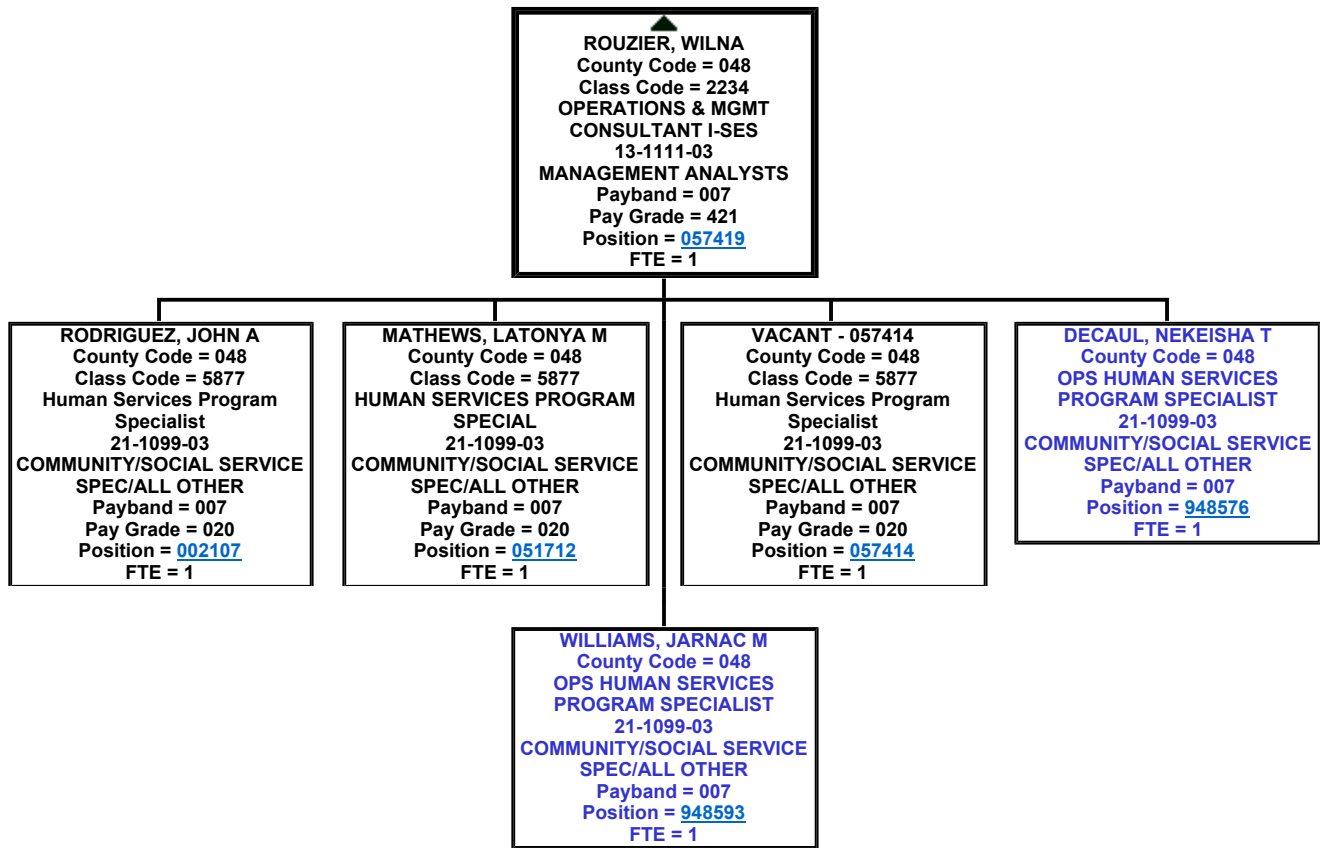 ROUZIER, WILNA
County Code = 048
Class Code = 2234
OPERATIONS & MGMT
CONSULTANT I-SES
13-1111-03
MANAGEMENT ANALYSTS
Payband = 007
Pay Grade = 421
Position = 057419
FTE = 1
RODRIGUEZ, JOHN A
County Code = 048
Class Code = 5877
Human Services Program
Specialist
21-1099-03
COMMUNITY/SOCIAL SERVICE
SPEC/ALL OTHER
Payband = 007
Pay Grade = 020
Position = 002107
FTE = 1
MATHEWS, LATONYA M
County Code = 048
Class Code = 5877
HUMAN SERVICES PROGRAM
SPECIAL
21-1099-03
COMMUNITY/SOCIAL SERVICE
SPEC/ALL OTHER
Payband = 007
Pay Grade = 020
Position = 051712
FTE = 1
VACANT - 057414
County Code = 048
Class Code = 5877
Human Services Program
Specialist
21-1099-03
COMMUNITY/SOCIAL SERVICE
SPEC/ALL OTHER
Payband = 007
Pay Grade = 020
Position = 057414
FTE = 1
DECAUL, NEKEISHA T
County Code = 048
OPS HUMAN SERVICES
PROGRAM SPECIALIST
21-1099-03
COMMUNITY/SOCIAL SERVICE
SPEC/ALL OTHER
Payband = 007
Position = 948576
FTE = 1
WILLIAMS, JARNAC M
County Code = 048
OPS HUMAN SERVICES
PROGRAM SPECIALIST
21-1099-03
COMMUNITY/SOCIAL SERVICE
SPEC/ALL OTHER
Payband = 007
Position = 948593
FTE = 1